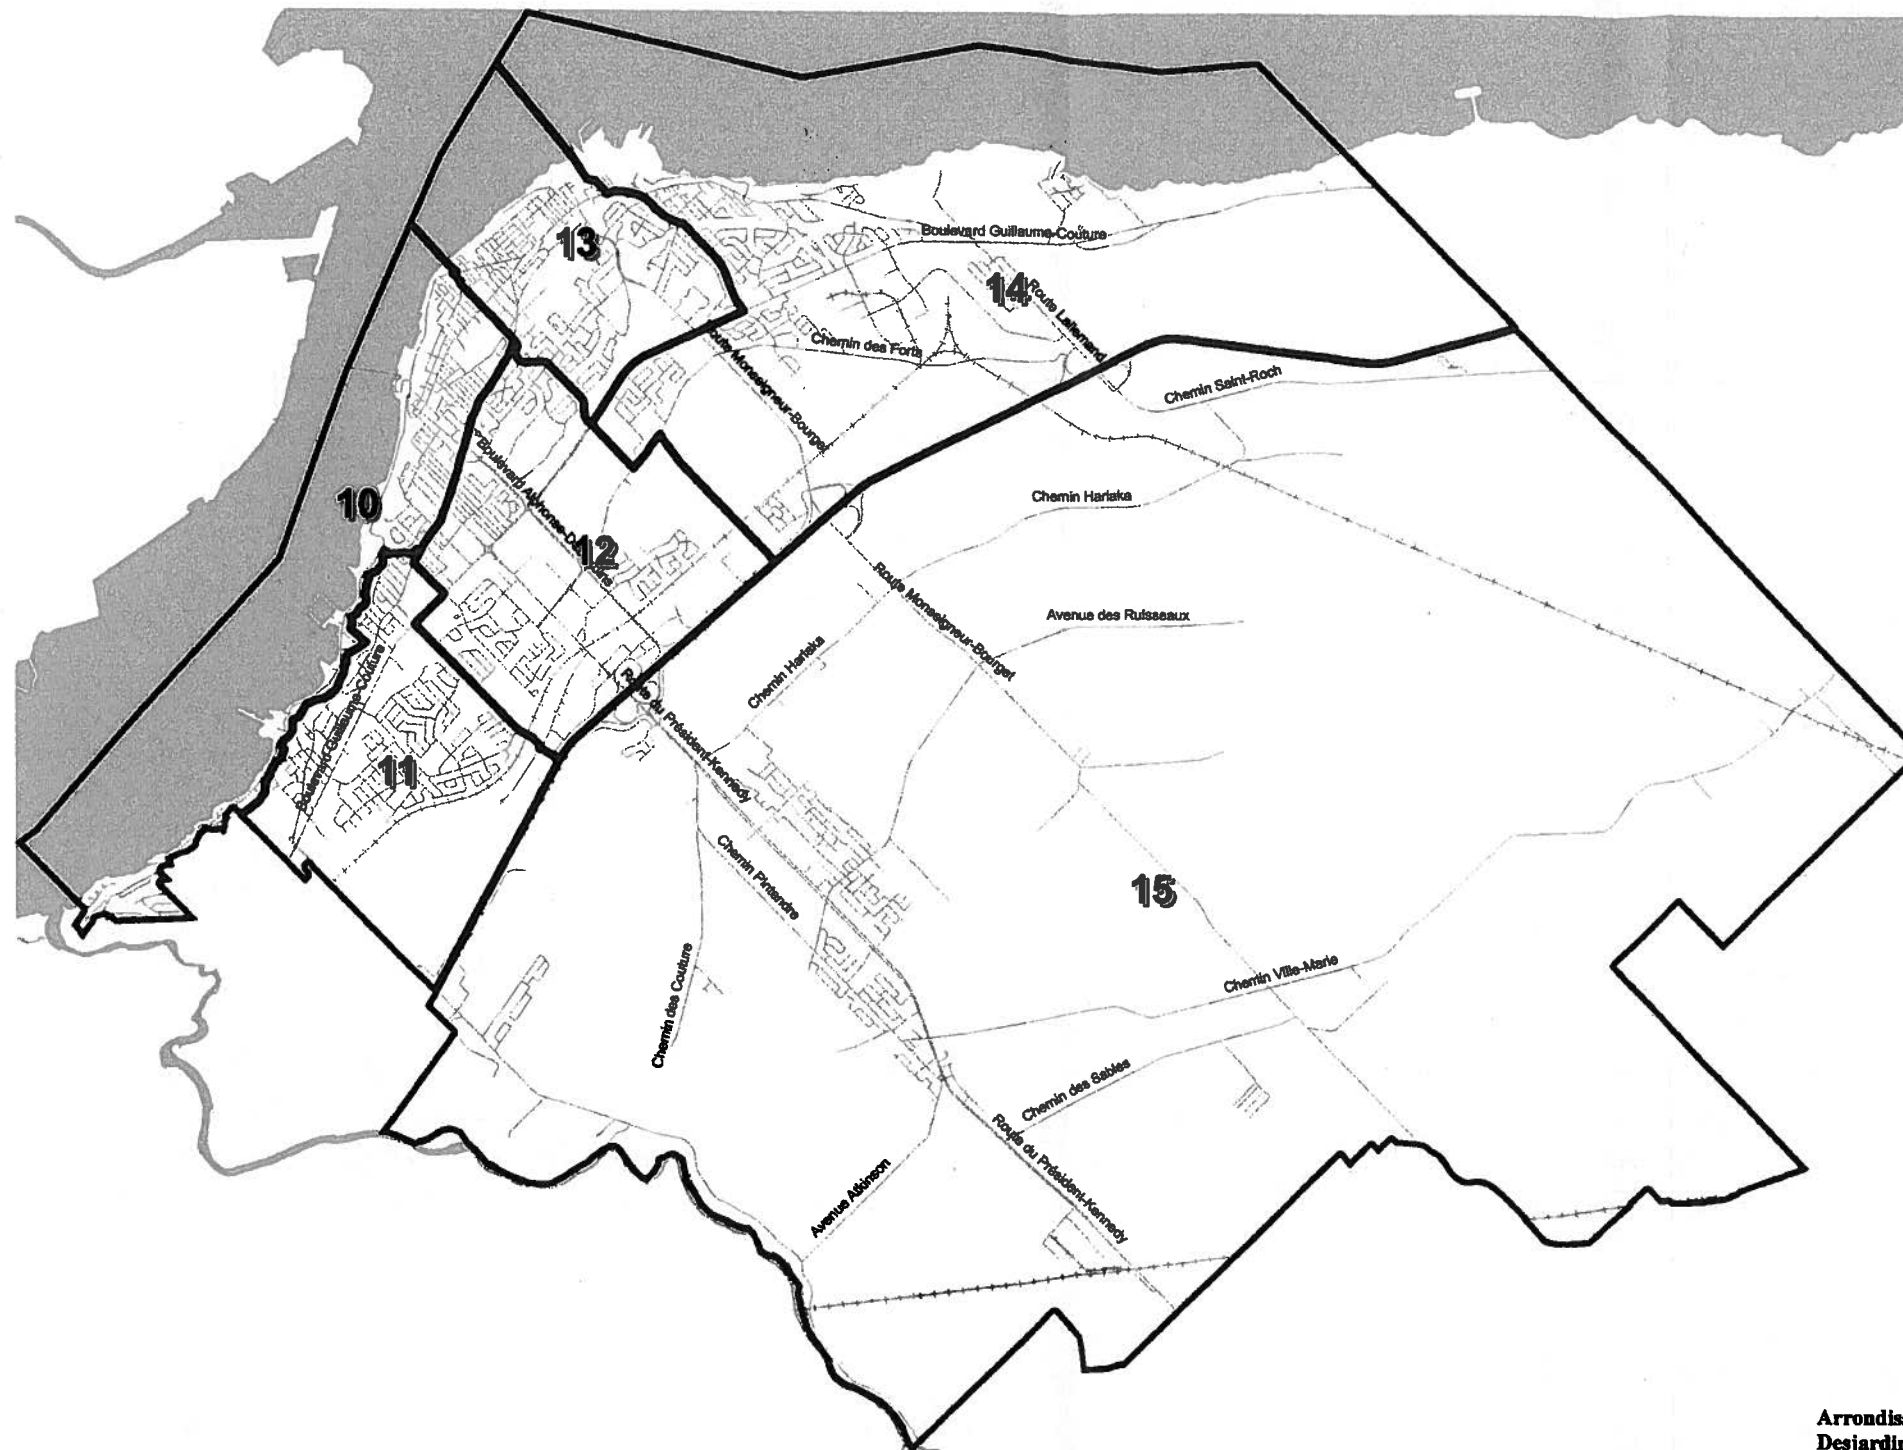 13
Boulevard Guillaume-Couture
14
Route Lallemand
Route Monseigneur-Bourget
Chemin des Forts
Chemin Saint-Roch
10
Boulevard Alphonse-Desjardins
12
Chemin Harlaka
Route Monseigneur-Bourget
Avenue des Ruisseaux
Chemin Harlaka
Boulevard Guillaume-Couture
Route du Président-Kennedy
11
Chemin Pintendre
15
Chemin des Couture
Chemin Ville-Marie
Chemin des Sables
Route du Président-Kennedy
Avenue Atkinson
Arrondis
Desjardin